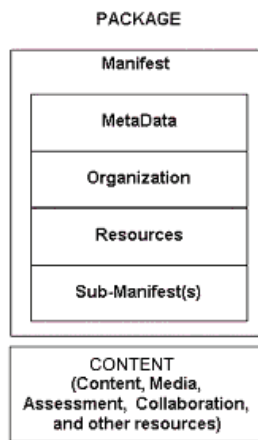 PACKAGE
Manifest
MetaData
Organization
Resources
Sub-Manifest(s)
CONTENT
(Content, Media,
Assessment, Collaboration,
and other resources)